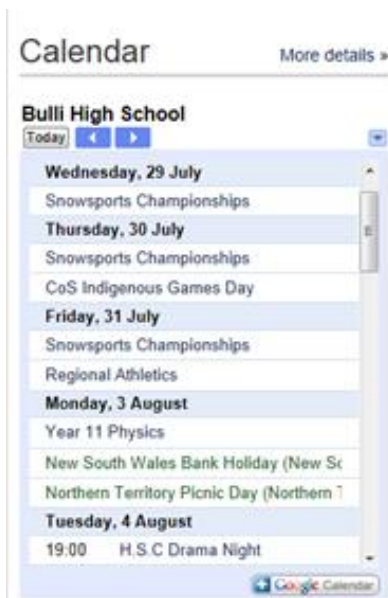 Calendar
More details »
Bulli High School
Today
Wednesday, 29 July
Snowsports Championships
Thursday, 30 July
Snowsports Championships
CoS Indigenous Games Day
Friday, 31 July
Snowsports Championships
Regional Athletics
Monday, 3 August
Year 11 Physics
New South Wales Bank Holiday (New Sc
Northern Territory Picnic Day (Northern T
Tuesday, 4 August
19:00 H.S.C Drama Night
Google Calendar